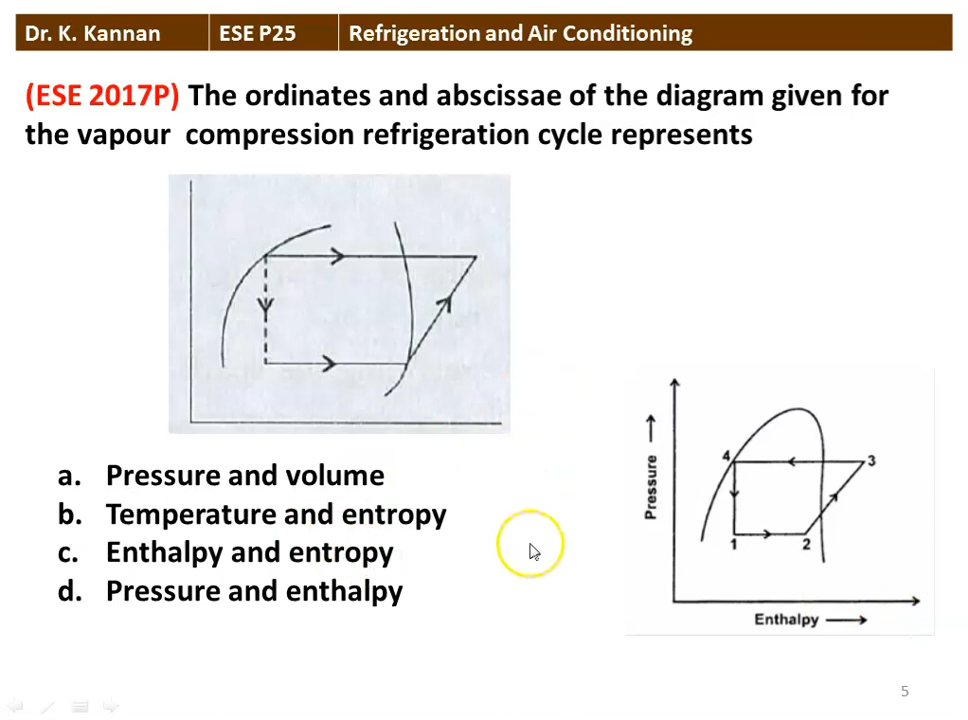 Dr. K. Kannan ESE P25 Refrigeration and Air Conditioning
(ESE 2017P) The ordinates and abscissae of the diagram given for
the vapour compression refrigeration cycle represents
a. Pressure and volume
b. Temperature and entropy
c. Enthalpy and entropy
d. Pressure and enthalpy
Pressure
4
3
1
2
Enthalpy
5